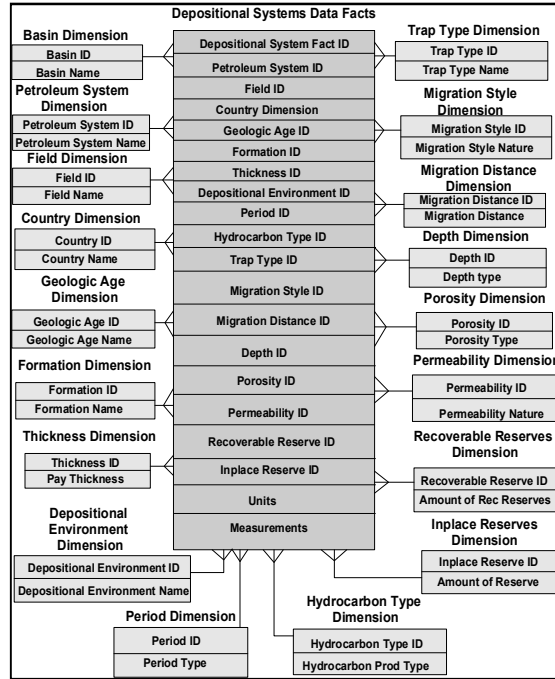 Depositional Systems Data Facts
Basin Dimension
Basin ID
Basin Name
Petroleum System
Dimension
Petroleum System ID
Petroleum System Name
Field Dimension
Field ID
Field Name
Country Dimension
Country ID
Country Name
Geologic Age
Dimension
Geologic Age ID
Geologic Age Name
Formation Dimension
Formation ID
Formation Name
Thickness Dimension
Thickness ID
Pay Thickness
Depositional
Environment Dimension
Depositional Environment ID
Depositional Environment Name
Depositional System Fact ID
Petroleum System ID
Field ID
Country Dimension
Geologic Age ID
Formation ID
Thickness ID
Depositional Environment ID
Period ID
Hydrocarbon Type ID
Trap Type ID
Migration Style ID
Migration Distance ID
Depth ID
Porosity ID
Permeability ID
Recoverable Reserve ID
Inplace Reserve ID
Units
Measurements
Trap Type Dimension
Trap Type ID
Trap Type Name
Migration Style
Dimension
Migration Style ID
Migration Style Nature
Migration Distance
Dimension
Migration Distance ID
Migration Distance
Depth Dimension
Depth ID
Depth type
Porosity Dimension
Porosity ID
Porosity Type
Permeability Dimension
Permeability ID
Permeability Nature
Recoverable Reserves
Dimension
Recoverable Reserve ID
Amount of Rec Reserves
Inplace Reserves
Dimension
Inplace Reserve ID
Amount of Reserve
Period Dimension
Period ID
Period Type
Hydrocarbon Type
Dimension
Hydrocarbon Type ID
Hydrocarbon Prod Type